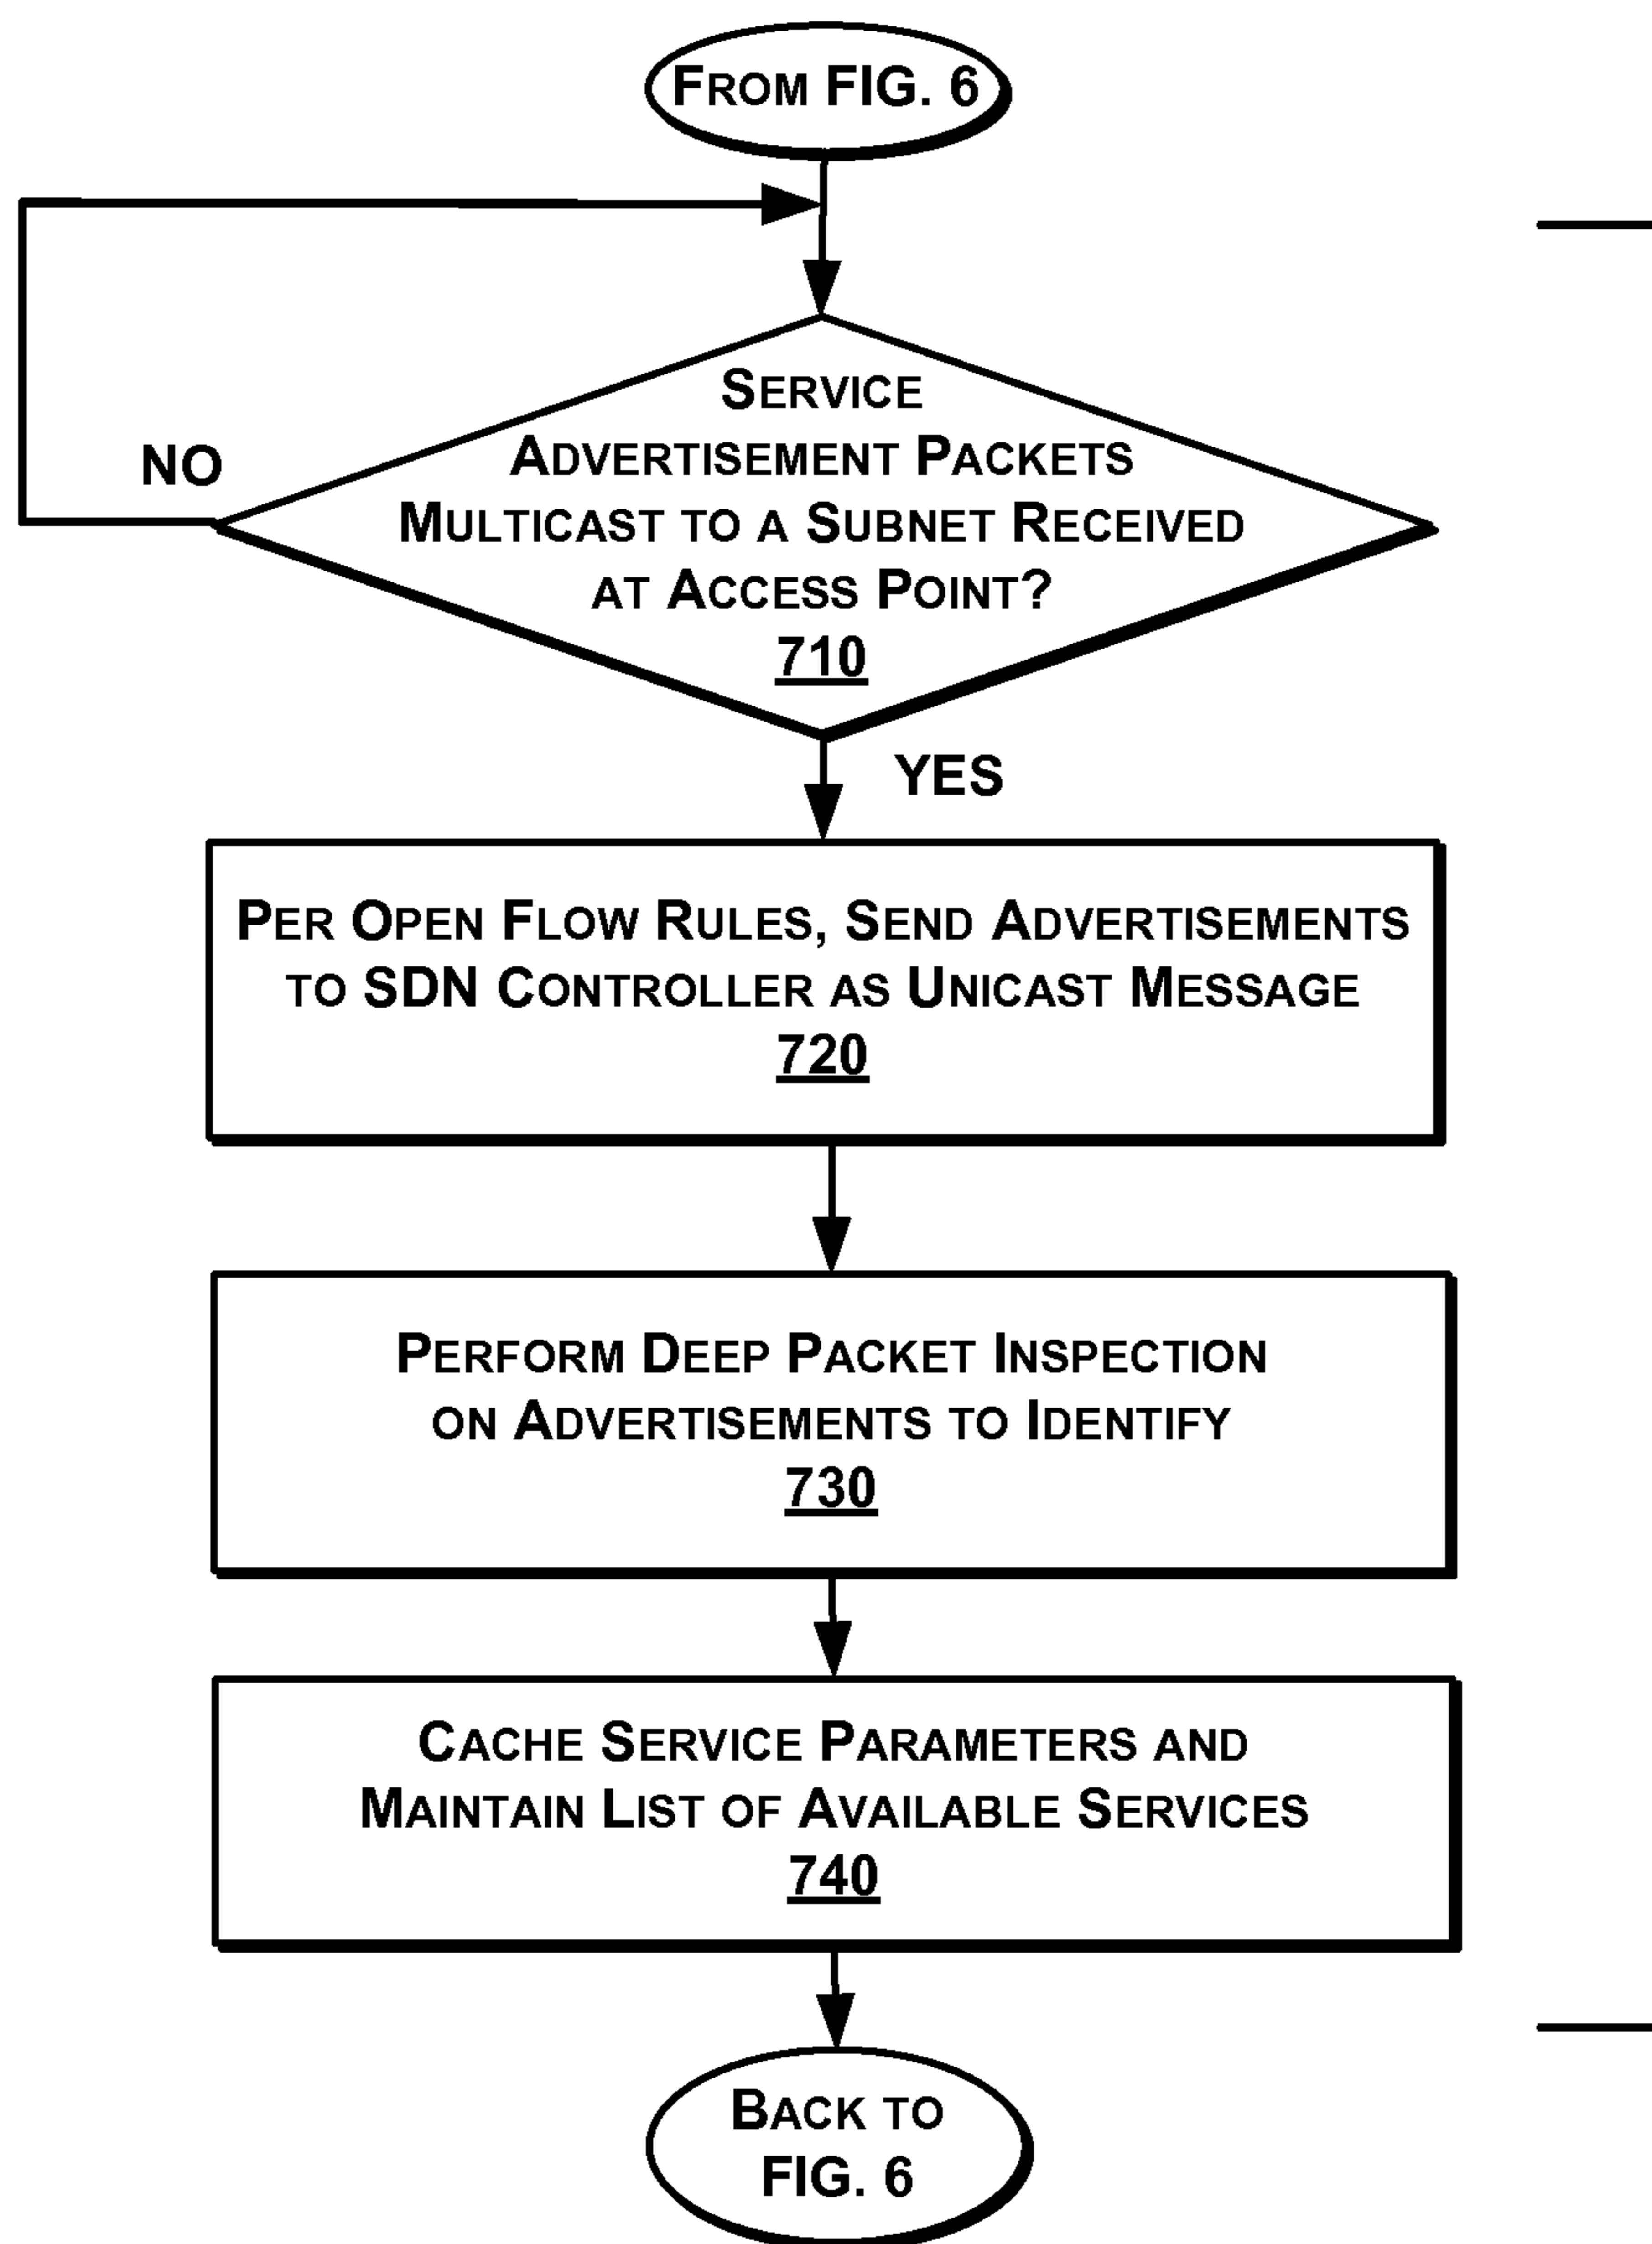 FROM FIG. 6
SERVICE
ADVERTISEMENT PACKETS
NO
MULTICAST TO A SUBNET RECEIVED
AT ACCESS POINT?
710
YES
PER OPEN FLOW RULES, SEND ADVERTISEMENTS
TO SDN CONTROLLER AS UNICAST MESSAGE
720
PERFORM DEEP PACKET INSPECTION
ON ADVERTISEMENTS TO IDENTIFY
730
CACHE SERVICE PARAMETERS AND
MAINTAIN LIST OF AVAILABLE SERVICES
740
BACK TO
FIG. 6